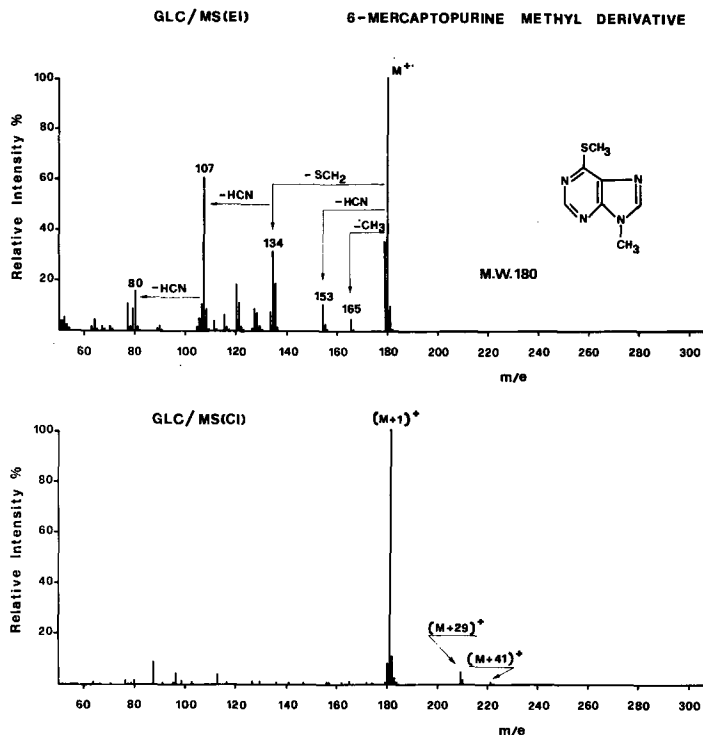 GLC/MS(EI) 6-MERCAPTOPURINE METHYL DERIVATIVE
M+·
100
80
60
40
20
Relative Intensity %
107
-HCN
-SCH2
-HCN
-CH3
134
80
-HCN
153
165
M.W.180
SCH3
N
N
N
N
CH3
60 80 100 120 140 160 180 200 220 240 260 280 300
m/e
GLC/MS(CI)
(M+1)+
100
80
60
40
20
Relative Intensity %
(M+29)+
(M+41)+
60 80 100 120 140 160 180 200 220 240 260 280 300
m/e